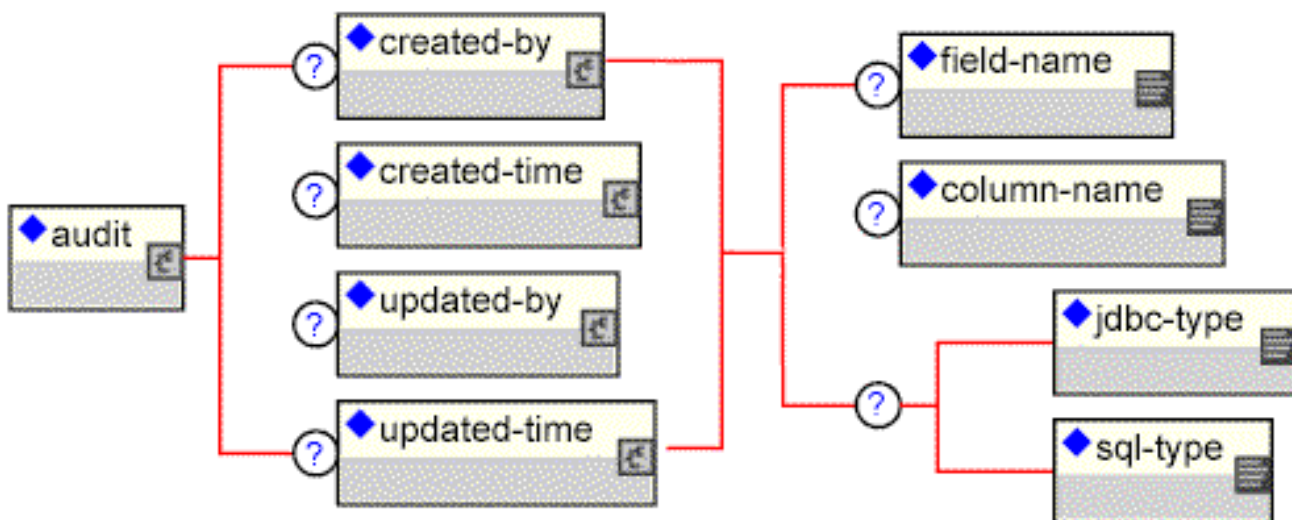 audit
?
created-by
?
created-time
?
updated-by
?
updated-time
?
field-name
?
column-name
?
jdbc-type
sql-type